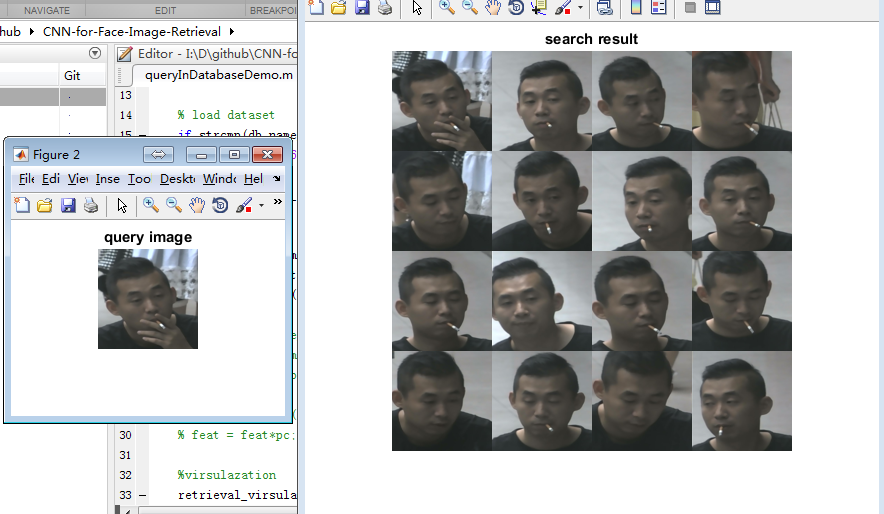 NAVIGATE
EDIT
BREAKPOI
hub ▸ CNN-for-Face-Image-Retrieval ▸
Git
Editor - I:\D\github\CNN-fo
queryInDatabaseDemo.m
13
14 % load dataset
15 – if strcmp(db_name
Figure 2
File Edi Viev Inse Too Deskto Windo Hel
query image
30 % feat = feat*pc;
31
32 %virsulazation
33 – retrieval_virsula
search result